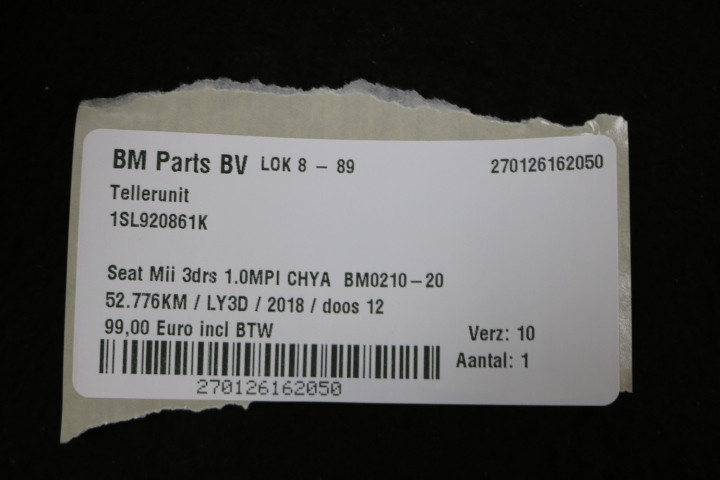 BM Parts BV LOK 8 - 89 270126162050
Tellerunit
1SL920861K
Seat Mii 3drs 1.0MPI CHYA BM0210-20
52.776KM / LY3D / 2018 / doos 12
99,00 Euro incl BTW Verz: 10
Aantal: 1
270126162050